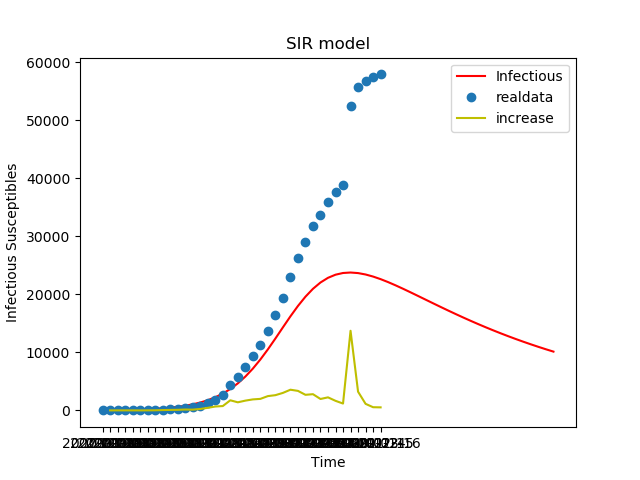 SIR model
60000
50000
40000
30000
20000
10000
0
Infectious Susceptibles
Infectious
realdata
increase
Time